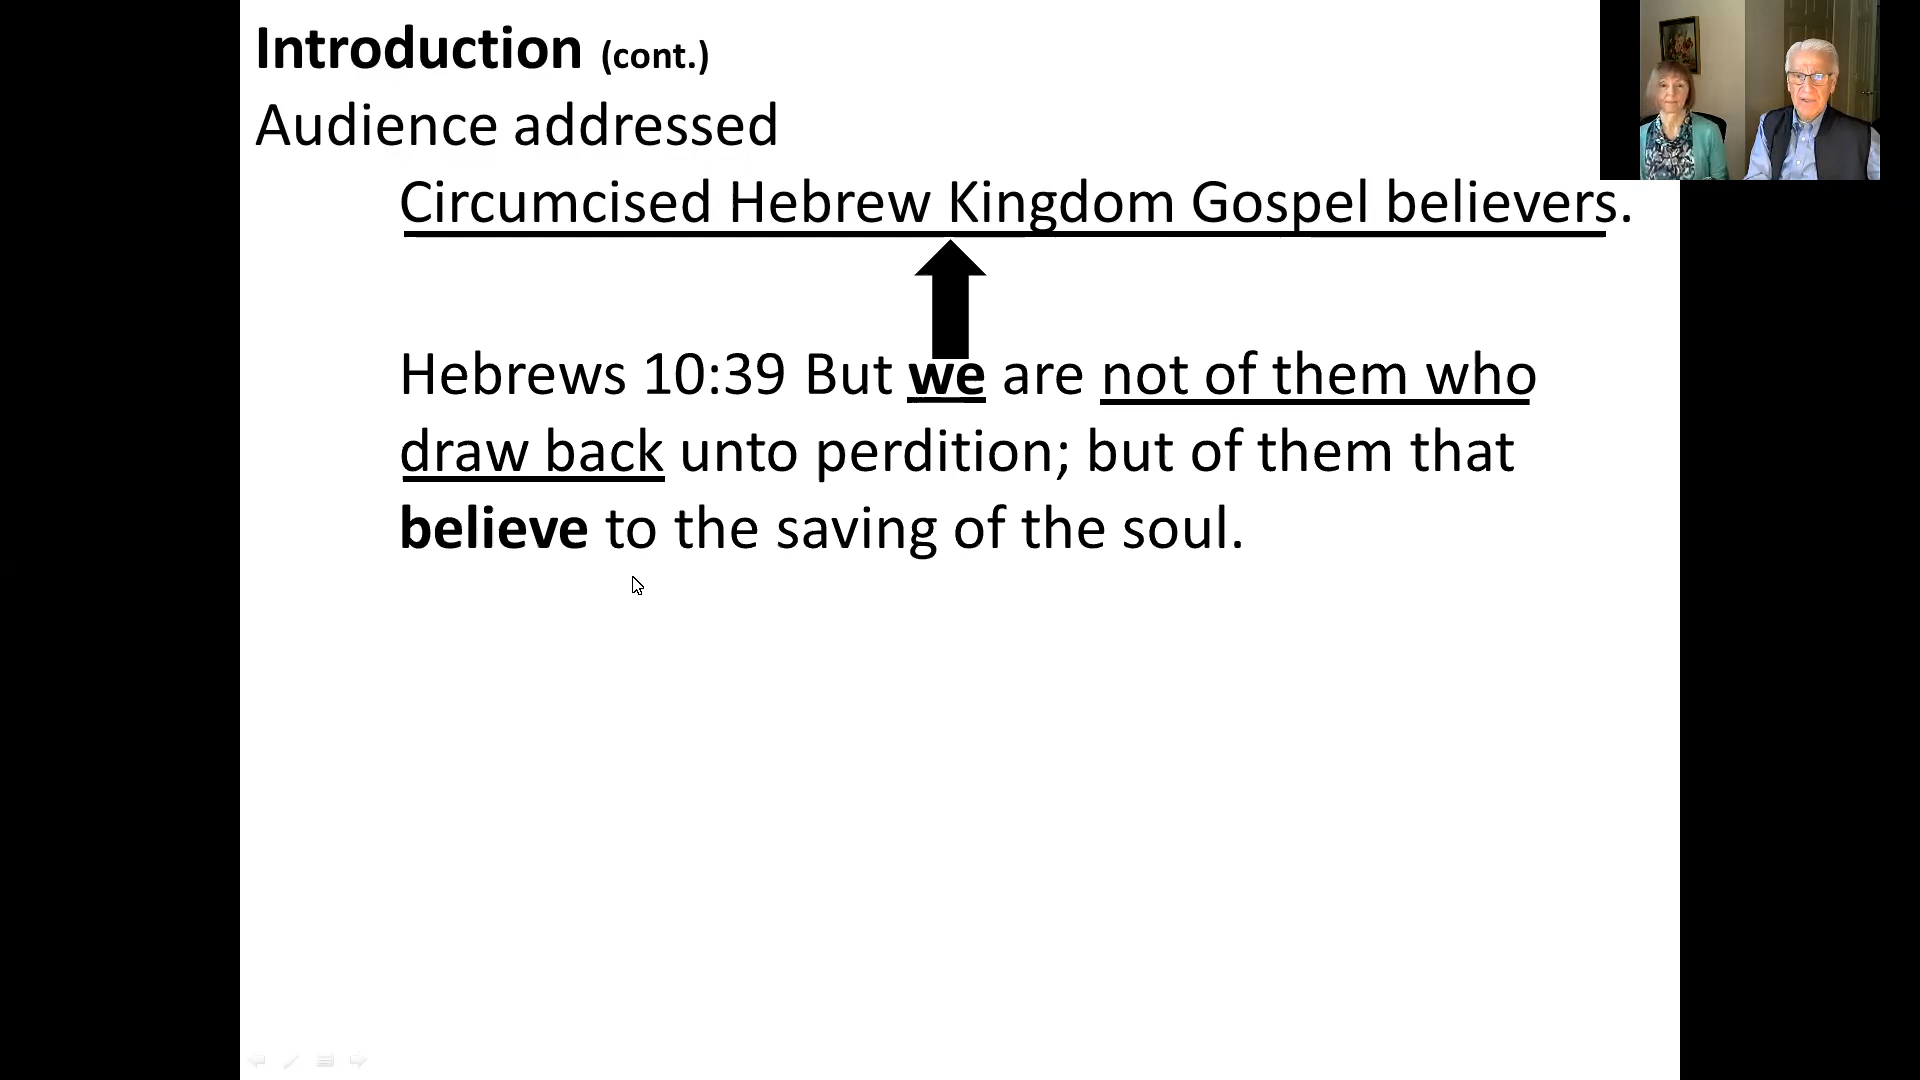 Introduction (cont.)
Audience addressed
Circumcised Hebrew Kingdom Gospel believers.
Hebrews 10:39 But we are not of them who
draw back unto perdition; but of them that
believe to the saving of the soul.